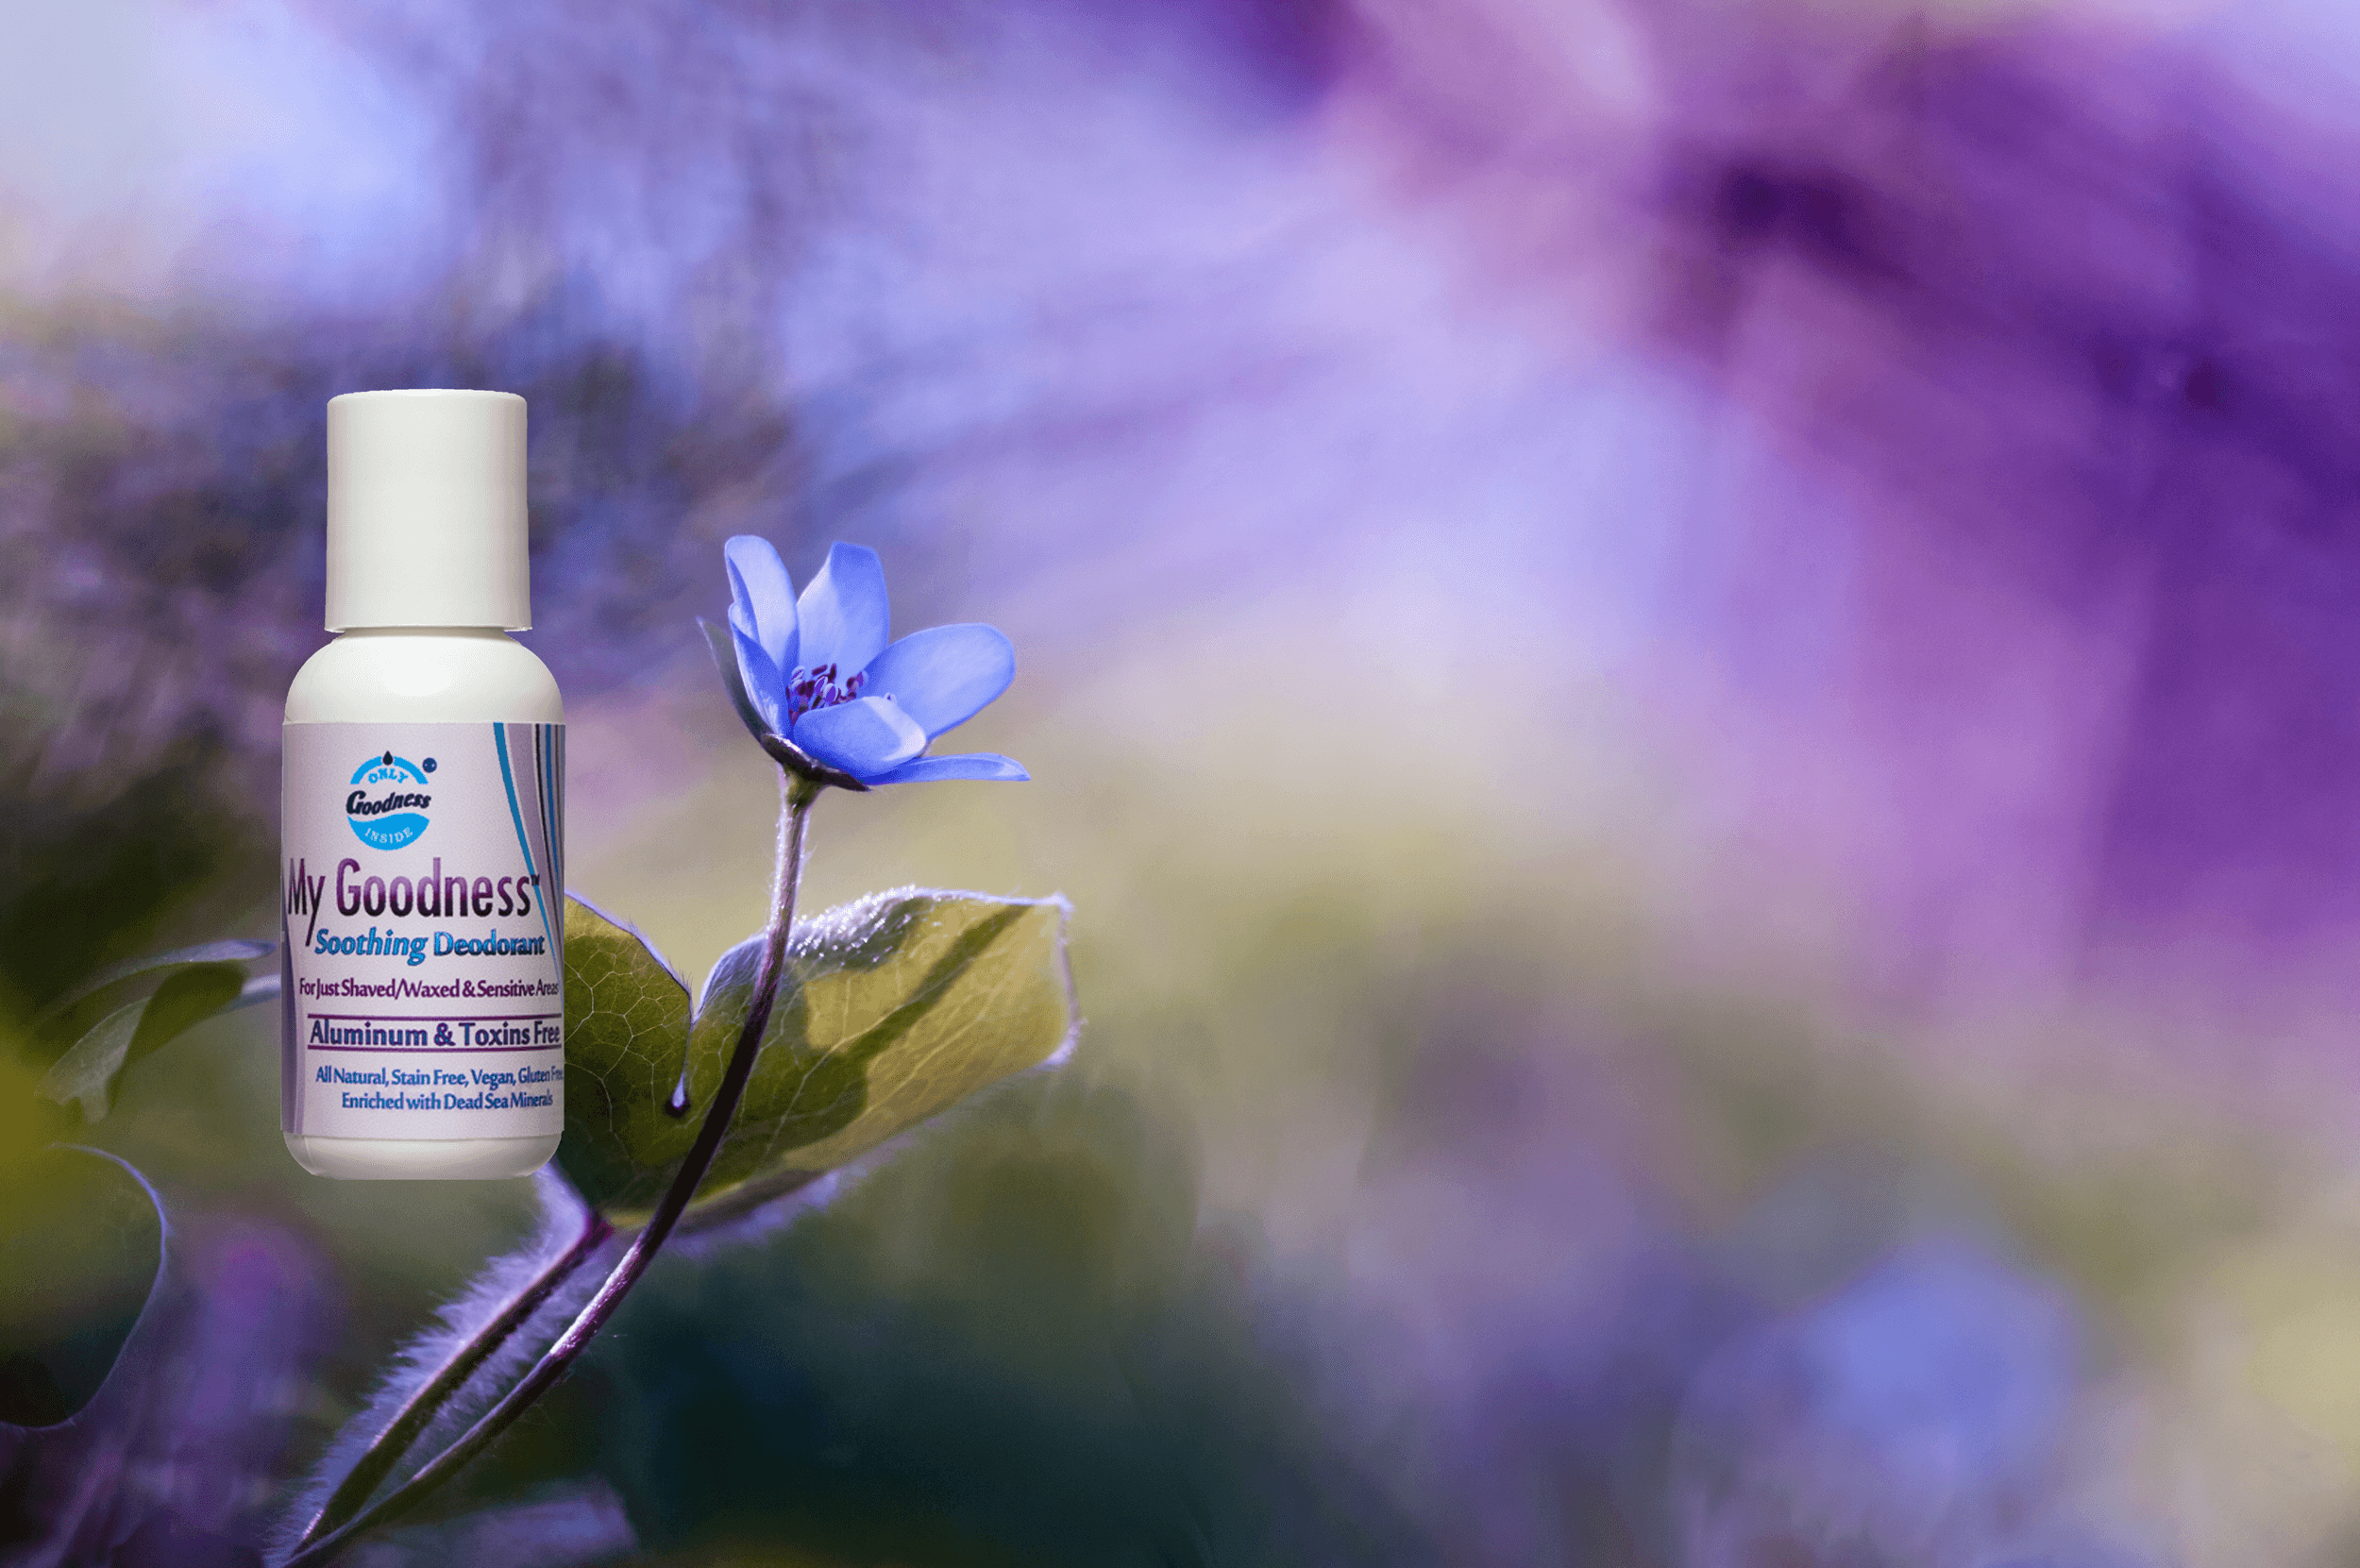 ONLY
Goodness
INSIDE
My Goodness™
Soothing Deodorant
For Just Shaved/Waxed & Sensitive Areas
Aluminum & Toxins Free
All Natural, Stain Free, Vegan, Gluten Free
Enriched with Dead Sea Minerals